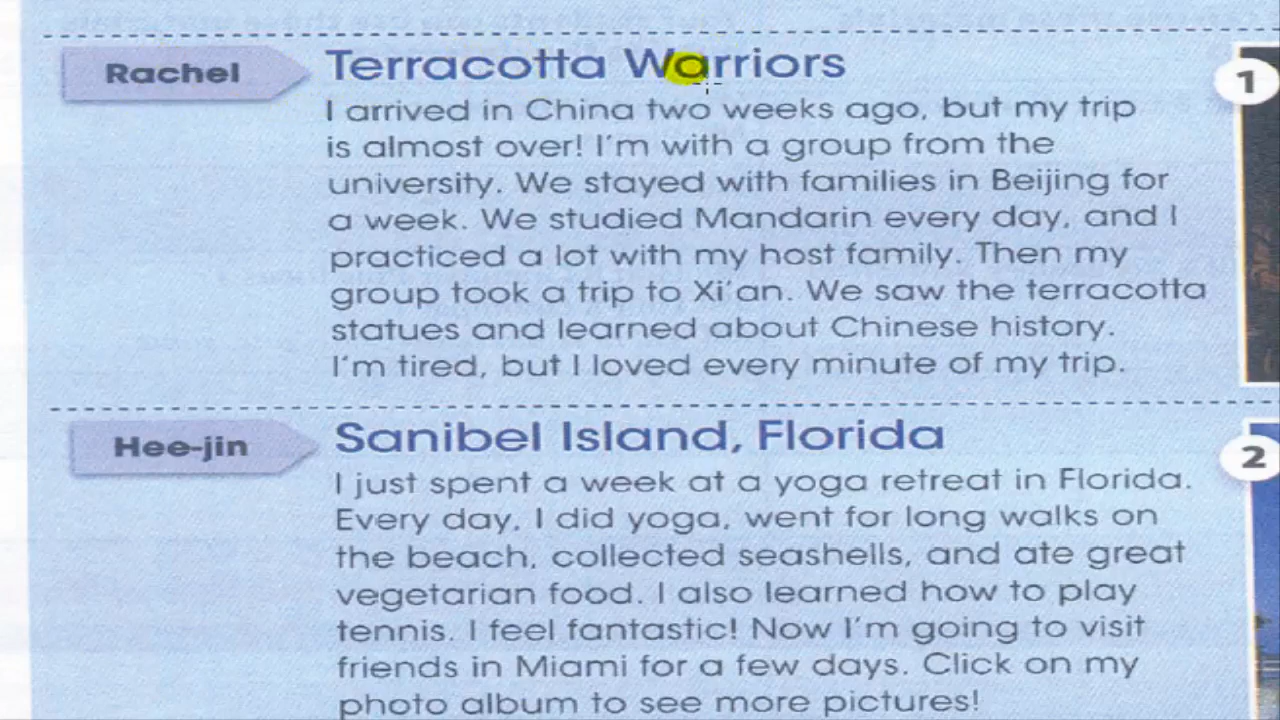 Rachel
Terracotta Warriors
1
I arrived in China two weeks ago, but my trip
is almost over! I'm with a group from the
university. We stayed with families in Beijing for
a week. We studied Mandarin every day, and I
practiced a lot with my host family. Then my
group took a trip to Xi'an. We saw the terracotta
statues and learned about Chinese history.
I'm tired, but I loved every minute of my trip.
Hee-jin
Sanibel Island, Florida
2
I just spent a week at a yoga retreat in Florida.
Every day, I did yoga, went for long walks on
the beach, collected seashells, and ate great
vegetarian food. I also learned how to play
tennis. I feel fantastic! Now I'm going to visit
friends in Miami for a few days. Click on my
photo album to see more pictures!